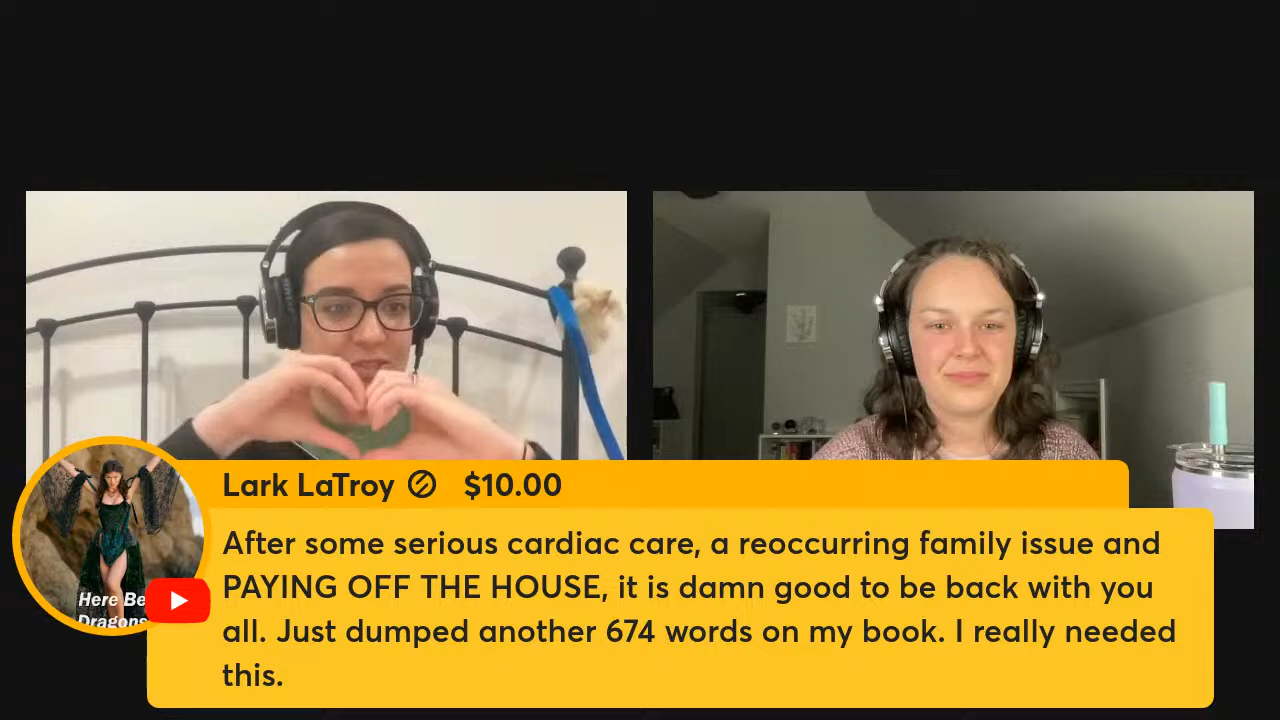 Lark LaTroy $10.00
After some serious cardiac care, a reoccurring family issue and
PAYING OFF THE HOUSE, it is damn good to be back with you
all. Just dumped another 674 words on my book. I really needed
this.
Here Be
Dragons